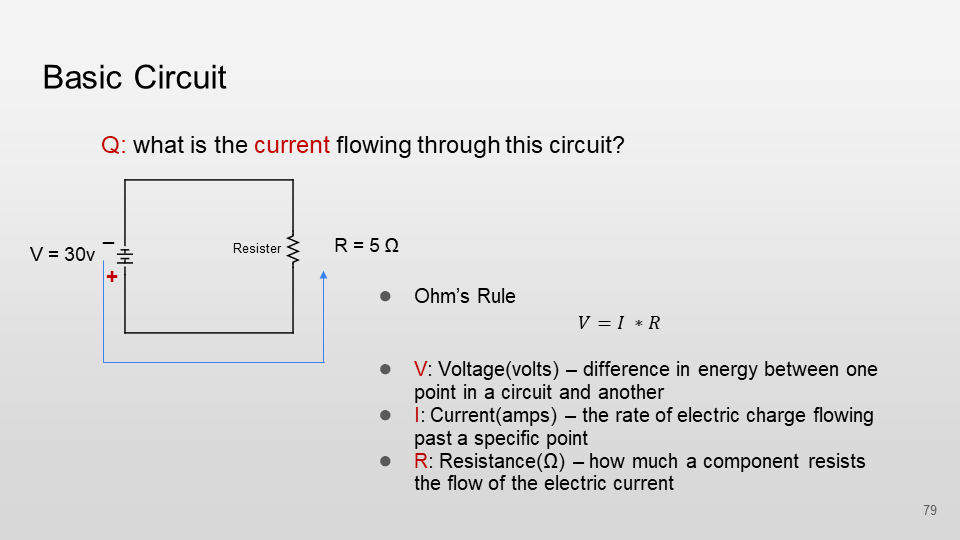 Basic Circuit
Q: what is the current flowing through this circuit?
V = 30v
–
+
Resister
R = 5 Ω
● Ohm’s Rule
V = I * R
● V: Voltage(volts) – difference in energy between one
point in a circuit and another
● I: Current(amps) – the rate of electric charge flowing
past a specific point
● R: Resistance(Ω) – how much a component resists
the flow of the electric current
79